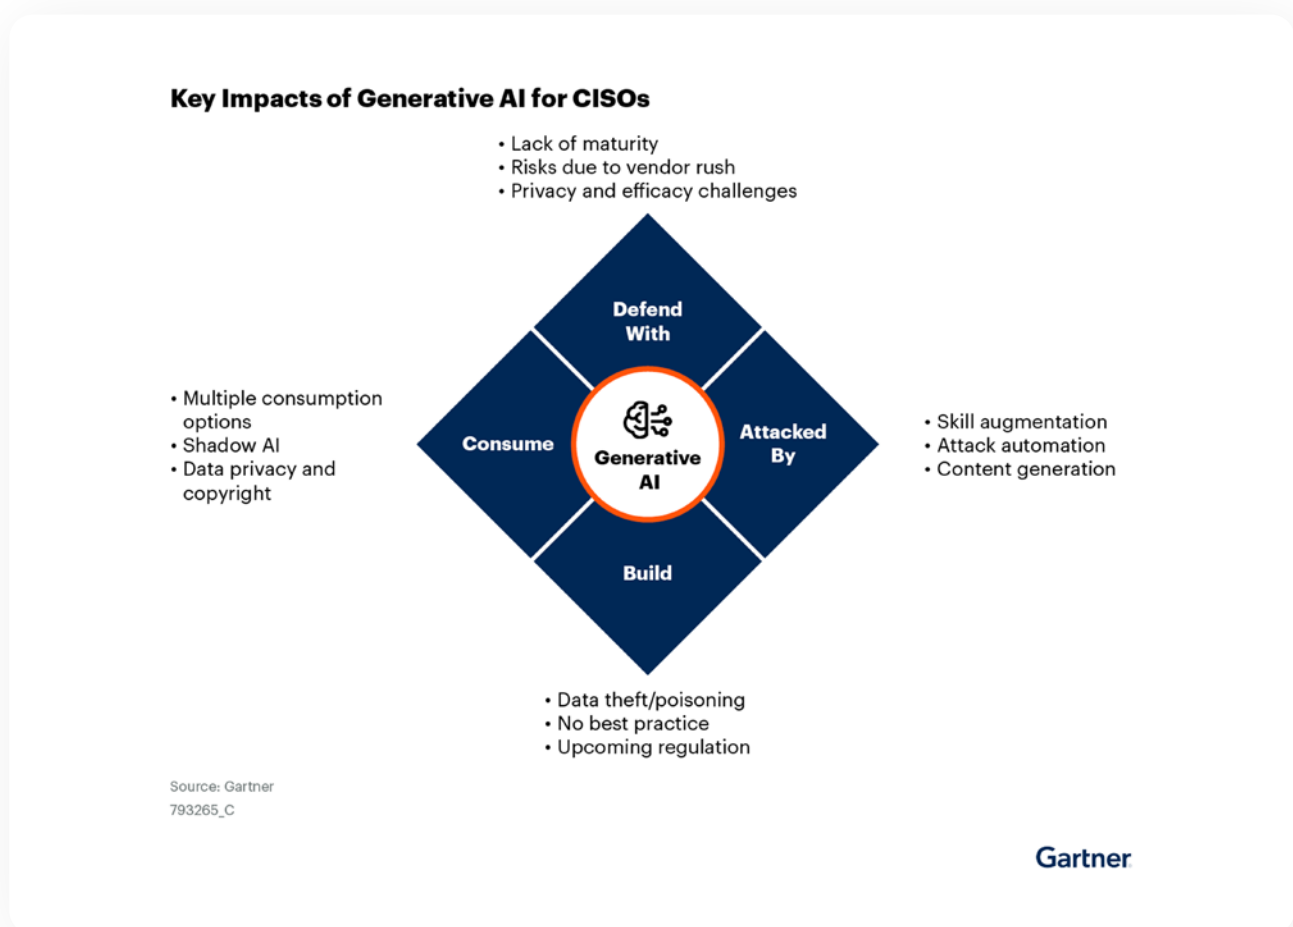 Key Impacts of Generative AI for CISOs
• Lack of maturity
• Risks due to vendor rush
• Privacy and efficacy challenges
Defend
With
• Multiple consumption
options
• Shadow AI
• Data privacy and
copyright
Consume
Generative
AI
Attacked
By
• Skill augmentation
• Attack automation
• Content generation
Build
• Data theft/poisoning
• No best practice
• Upcoming regulation
Source: Gartner
793265_C
Gartner